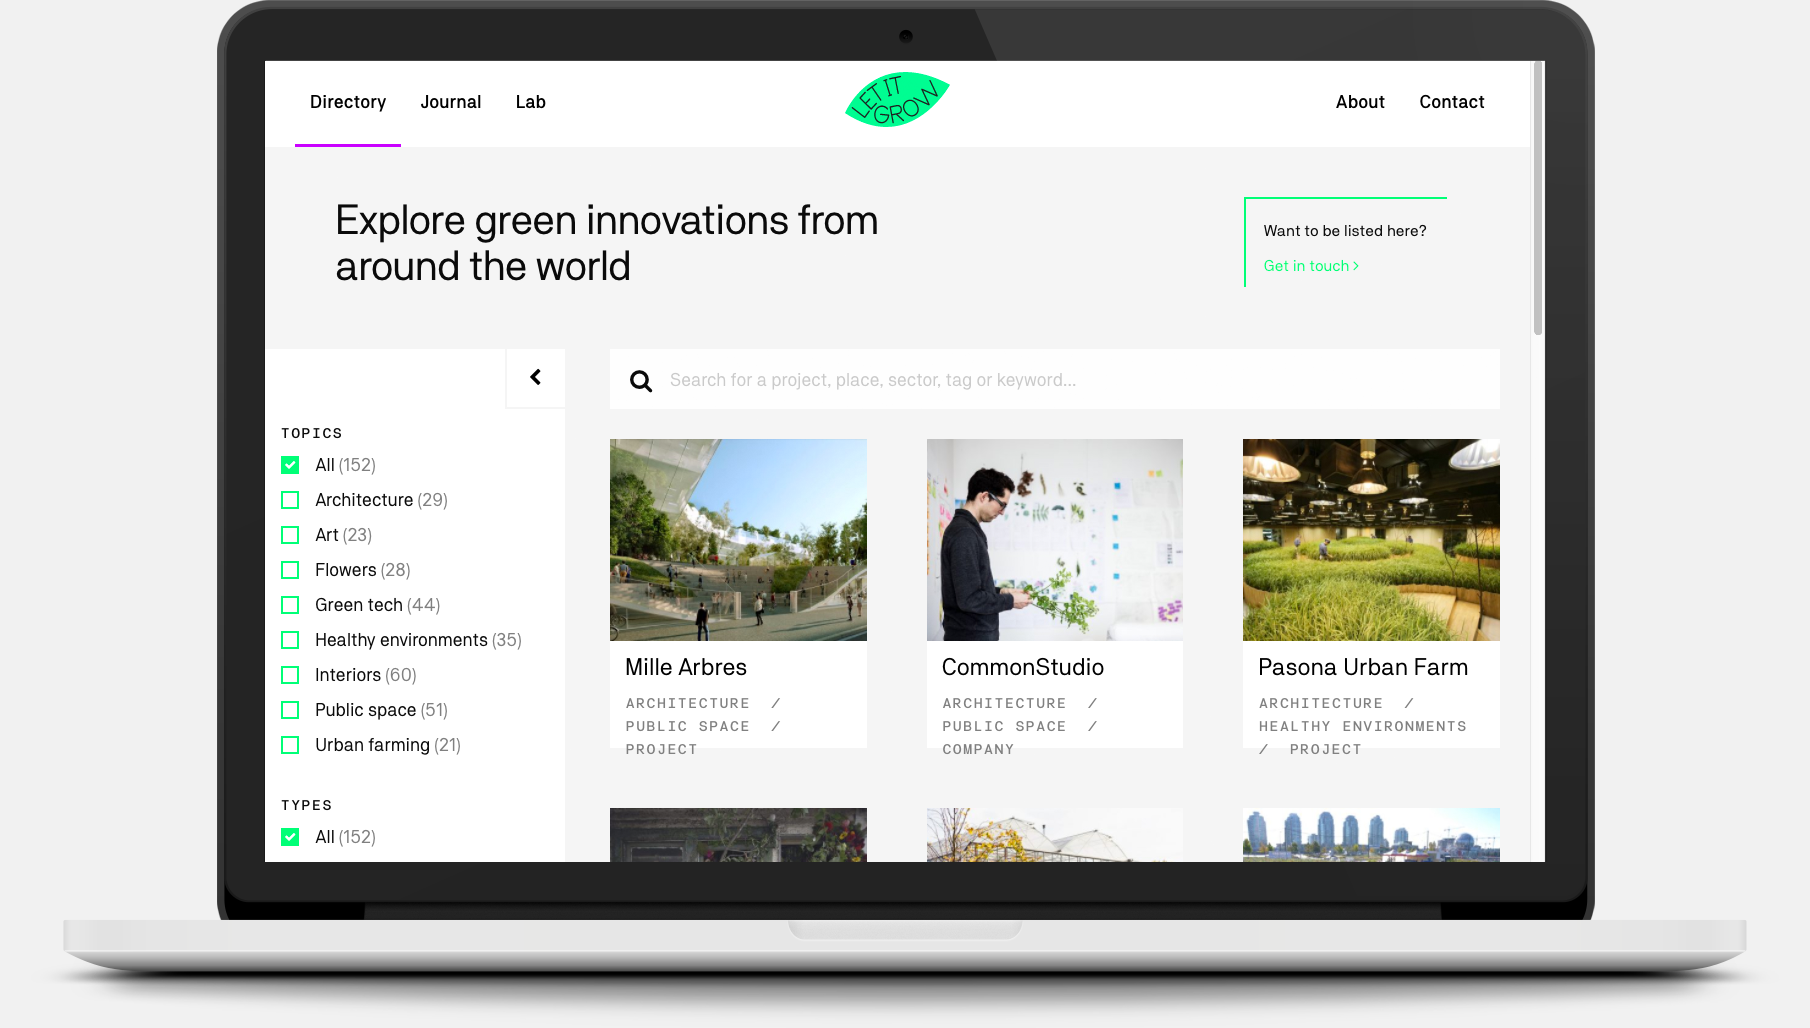 Directory
Journal
Lab
LET IT
GROW
About
Contact
Explore green innovations from
around the world
Want to be listed here?
Get in touch >
Search for a project, place, sector, tag or keyword...
TOPICS
All (152)
Architecture (29)
Art (23)
Flowers (28)
Green tech (44)
Healthy environments (35)
Interiors (60)
Public space (51)
Urban farming (21)
TYPES
All (152)
Mille Arbres
ARCHITECTURE /
PUBLIC SPACE /
PROJECT
CommonStudio
ARCHITECTURE /
PUBLIC SPACE /
COMPANY
Pasona Urban Farm
ARCHITECTURE /
HEALTHY ENVIRONMENTS
/ PROJECT